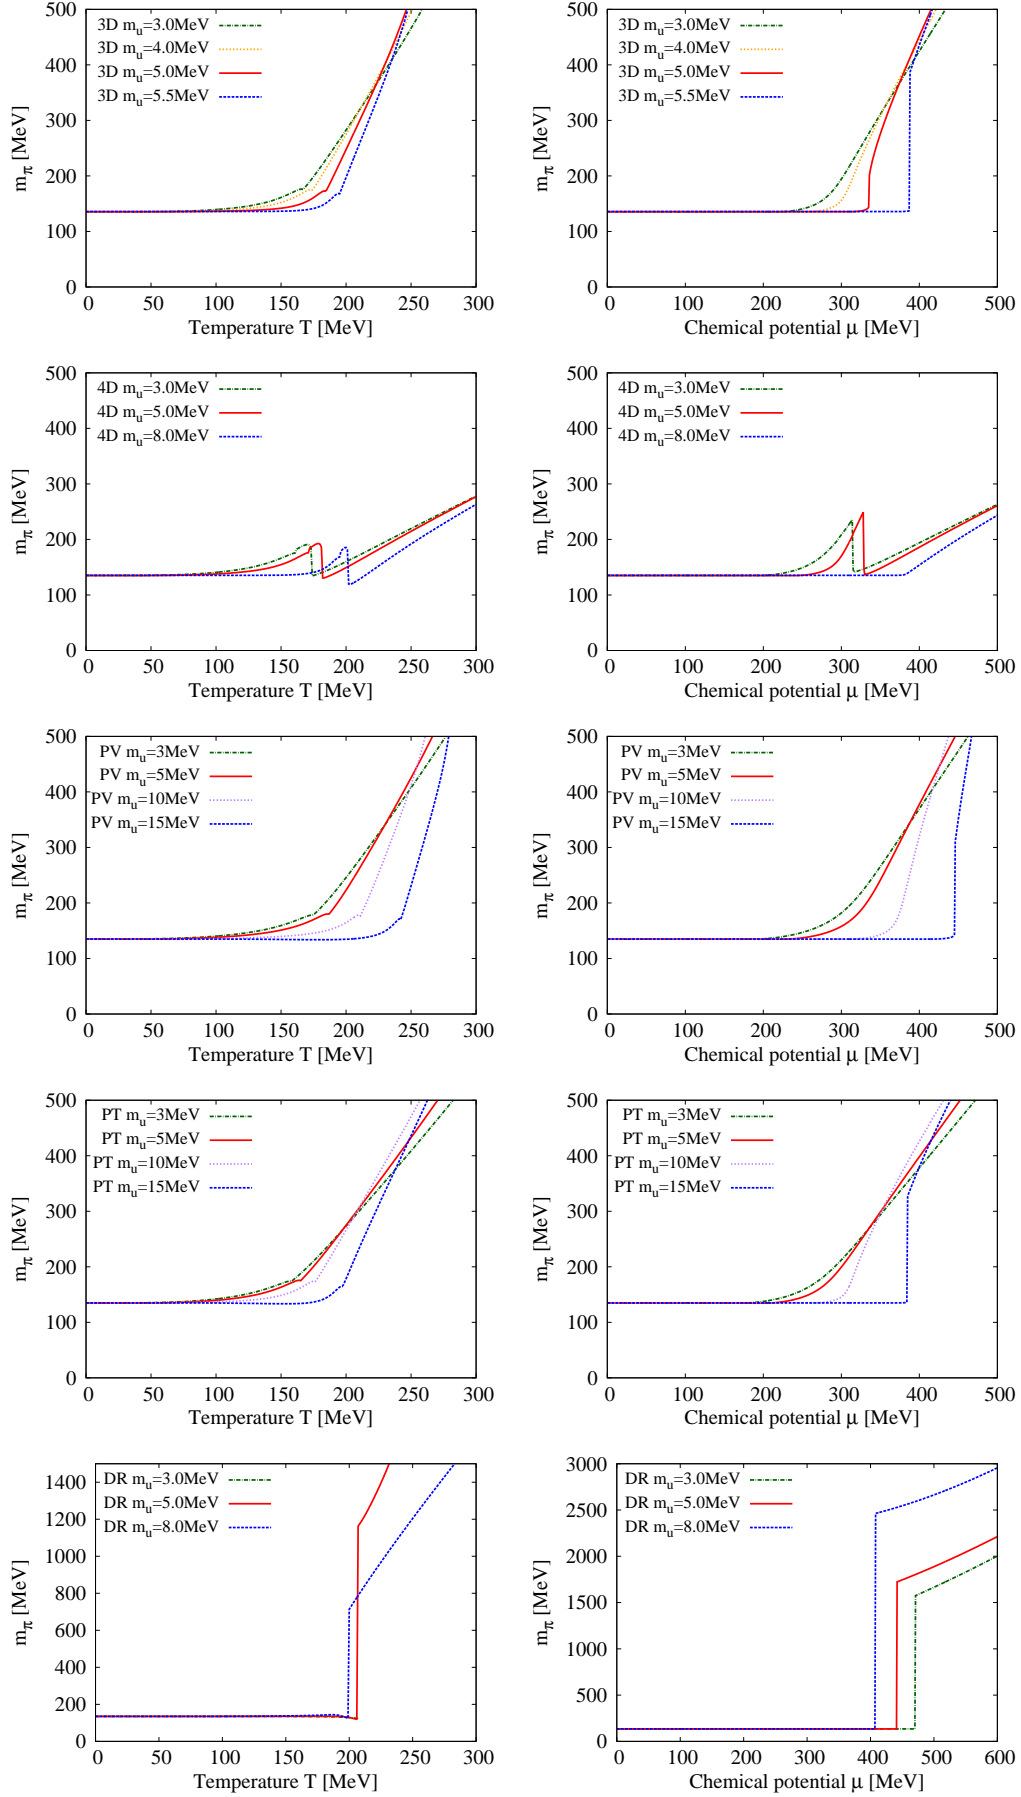 3D m_u=3.0MeV
3D m_u=4.0MeV
3D m_u=5.0MeV
3D m_u=5.5MeV
m_π [MeV]
0 100 200 300 400 500
0 50 100 150 200 250 300
Temperature T [MeV]
3D m_u=3.0MeV
3D m_u=4.0MeV
3D m_u=5.0MeV
3D m_u=5.5MeV
m_π [MeV]
0 100 200 300 400 500
0 100 200 300 400 500
Chemical potential μ [MeV]
4D m_u=3.0MeV
4D m_u=5.0MeV
4D m_u=8.0MeV
m_π [MeV]
0 100 200 300 400 500
0 50 100 150 200 250 300
Temperature T [MeV]
4D m_u=3.0MeV
4D m_u=5.0MeV
4D m_u=8.0MeV
m_π [MeV]
0 100 200 300 400 500
0 100 200 300 400 500
Chemical potential μ [MeV]
PV m_u=3MeV
PV m_u=5MeV
PV m_u=10MeV
PV m_u=15MeV
m_π [MeV]
0 100 200 300 400 500
0 50 100 150 200 250 300
Temperature T [MeV]
PV m_u=3MeV
PV m_u=5MeV
PV m_u=10MeV
PV m_u=15MeV
m_π [MeV]
0 100 200 300 400 500
0 100 200 300 400 500
Chemical potential μ [MeV]
PT m_u=3MeV
PT m_u=5MeV
PT m_u=10MeV
PT m_u=15MeV
m_π [MeV]
0 100 200 300 400 500
0 50 100 150 200 250 300
Temperature T [MeV]
PT m_u=3MeV
PT m_u=5MeV
PT m_u=10MeV
PT m_u=15MeV
m_π [MeV]
0 100 200 300 400 500
0 100 200 300 400 500
Chemical potential μ [MeV]
DR m_u=3.0MeV
DR m_u=5.0MeV
DR m_u=8.0MeV
m_π [MeV]
0 200 400 600 800 1000 1200 1400
0 50 100 150 200 250 300
Temperature T [MeV]
DR m_u=3.0MeV
DR m_u=5.0MeV
DR m_u=8.0MeV
m_π [MeV]
0 500 1000 1500 2000 2500 3000
0 100 200 300 400 500 600
Chemical potential μ [MeV]